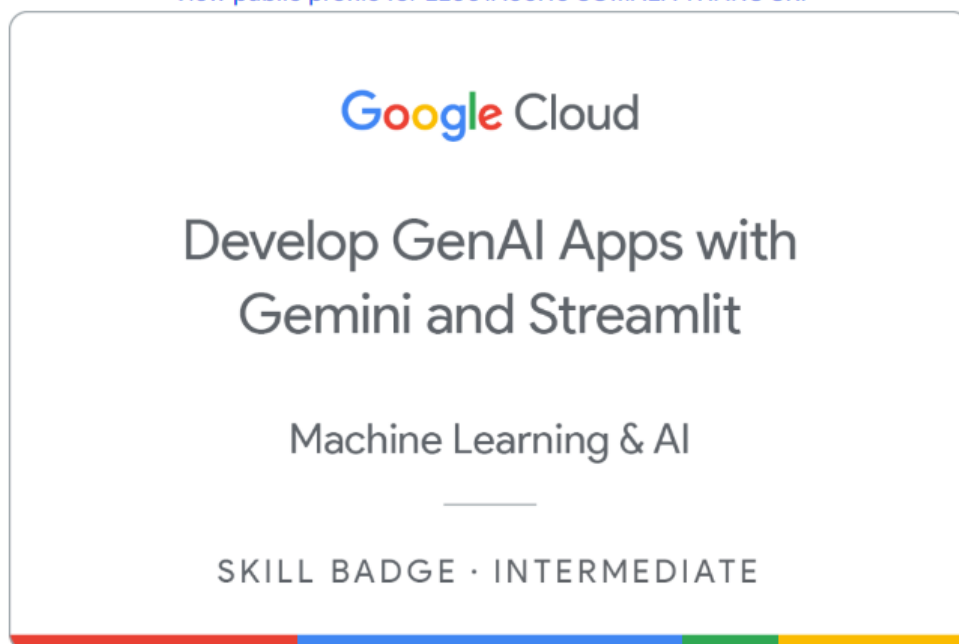 Google Cloud
Develop GenAI Apps with
Gemini and Streamlit
Machine Learning & AI
SKILL BADGE · INTERMEDIATE